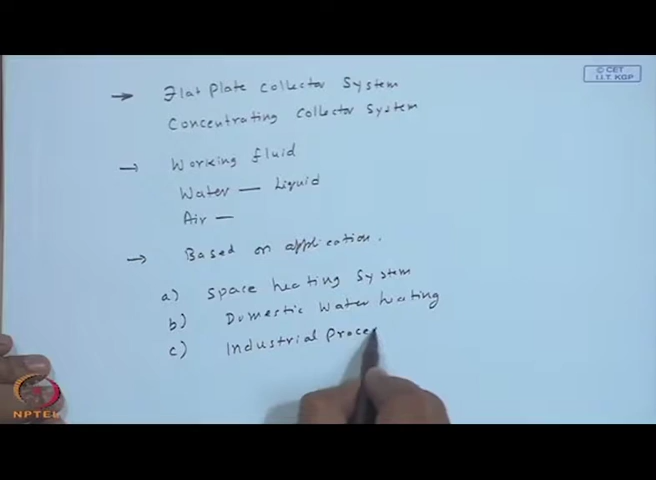 © CET
I.I.T. KGP
→ Flat Plate Collector System
Concentrating Collector System
→ Working fluid
Water — Liquid
Air —
→ Based on application.
a) Space heating System
b) Domestic Water heating
c) Industrial Proce
NPTEL